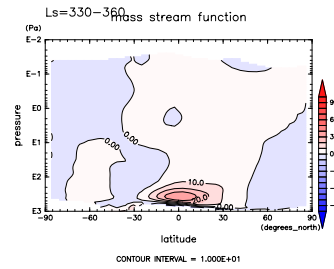 Ls=330-360
mass stream function
(Pa)
E-2
E-1
E0
E1
E2
E3
pressure
0.00
0.00
10.0
0.00
-90 -60 -30 0 30 60 90
(degrees_north)
latitude
9
6
3
0
CONTOUR INTERVAL = 1.000E+01